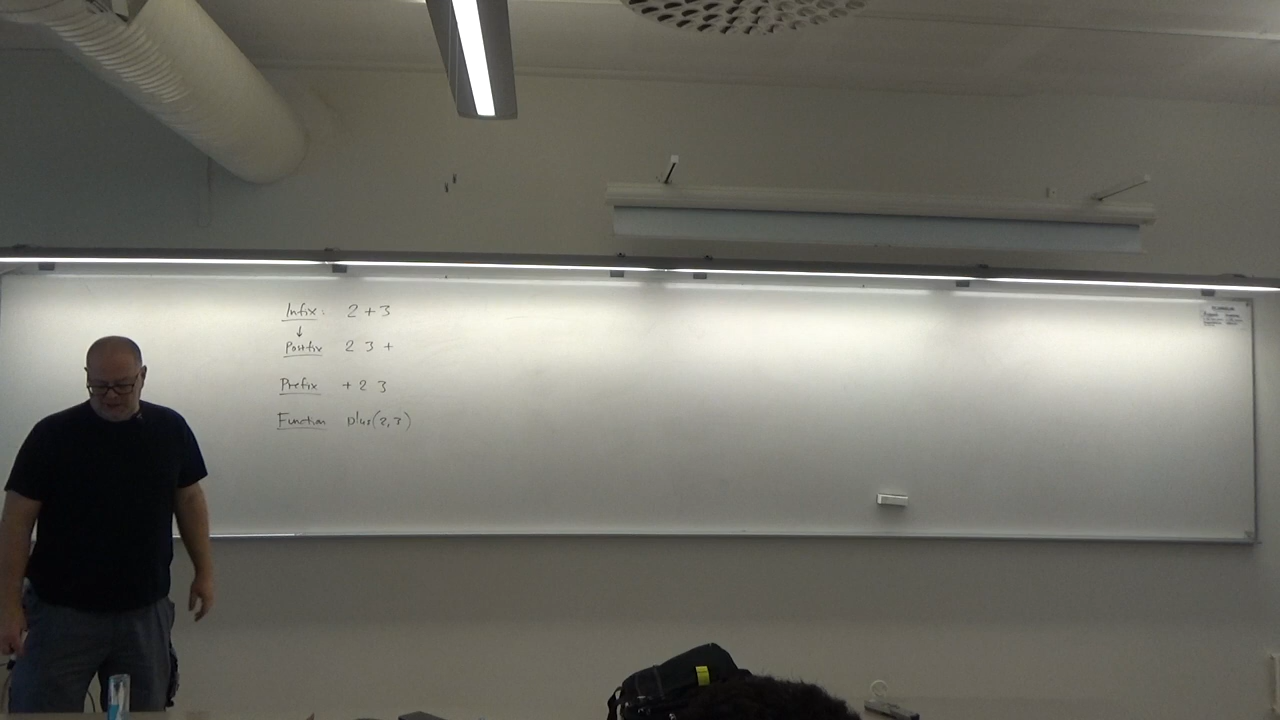 Infix: 2 + 3
↓
Postfix 2 3 +
Prefix + 2 3
Function plus(2,3)